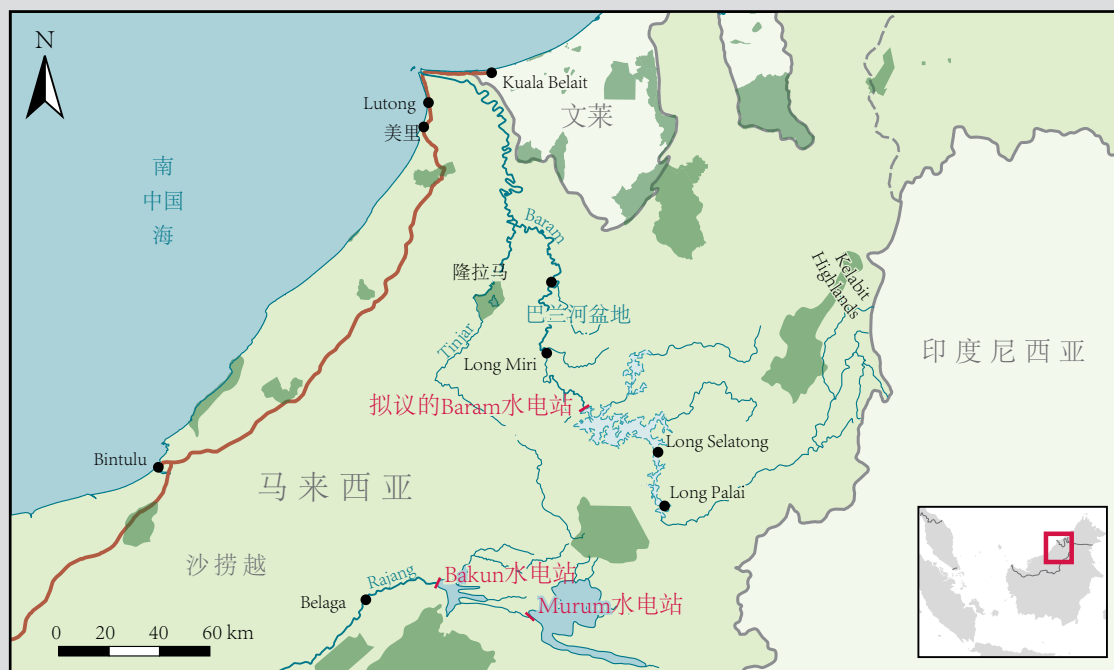 N
Kuala Belait
Lutong
文莱
美里
南
中国
海
Baram
隆拉马
Kelabit
Highlands
巴兰河盆地
Tinjar
Long Miri
印度尼西亚
拟议的Baram水电站
Long Selatong
Bintulu
马来西亚
Long Palai
沙捞越
Rajang
Bakun水电站
Belaga
Murum水电站
0 20 40 60 km